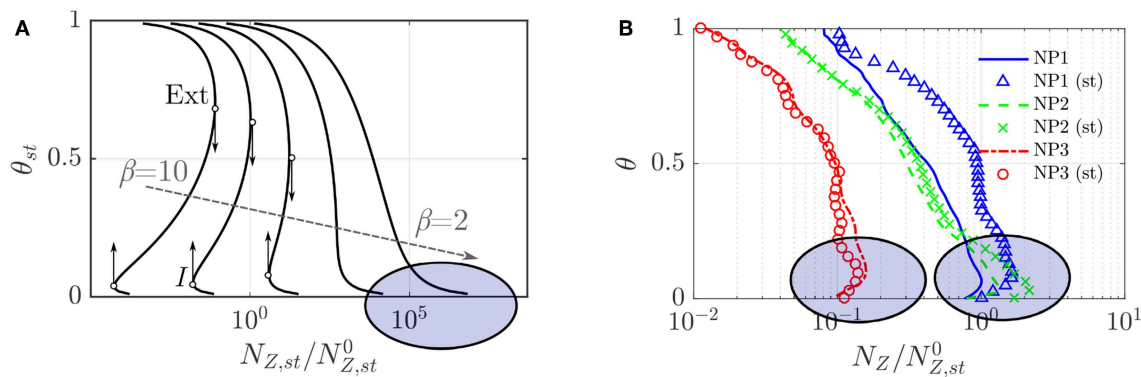 A
1
Ext
θ_st
0.5
β=10
β=2
I
0
10^0
10^5
N_Z,st/N^0_Z,st
B
1
NP1
NP1 (st)
NP2
NP2 (st)
NP3
NP3 (st)
θ
0.5
0
10^-2
10^-1
10^0
10^1
N_Z/N^0_Z,st